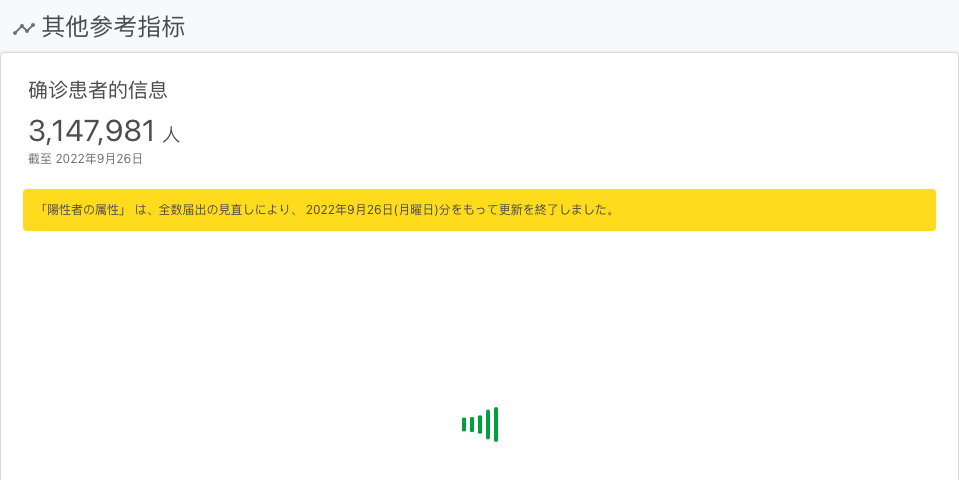 其他参考指标
确诊患者的信息
3,147,981 人
截至 2022年9月26日
「陽性者の属性」 は、全数届出の見直しにより、 2022年9月26日(月曜日)分をもって更新を終了しました。